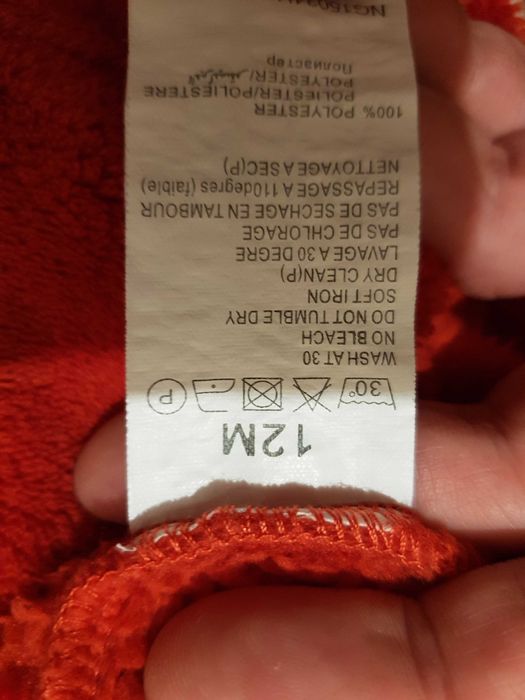 12M
30°
P
WASH AT 30
NO BLEACH
DO NOT TUMBLE DRY
SOFT IRON
DRY CLEAN(P)
LAVAGE A 30 DEGRE
PAS DE CHLORAGE
PAS DE SECHAGE EN TAMBOUR
REPASSAGE A 110degres (faible)
NETTOYAGE A SEC(P)
100% POLYESTER
POLIESTER/POLIESTERE
POLYESTER/
Полиэстер